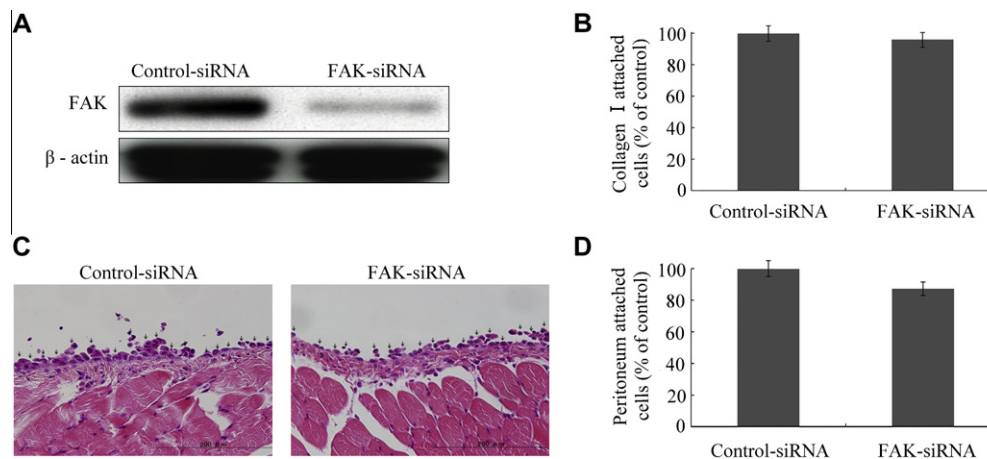 A
Control-siRNA FAK-siRNA
FAK
β - actin
B
Collagen I attached
cells (% of control)
100
80
60
40
20
0
Control-siRNA FAK-siRNA
C
Control-siRNA FAK-siRNA
D
Peritoneum attached
cells (% of control)
100
80
60
40
20
0
Control-siRNA FAK-siRNA